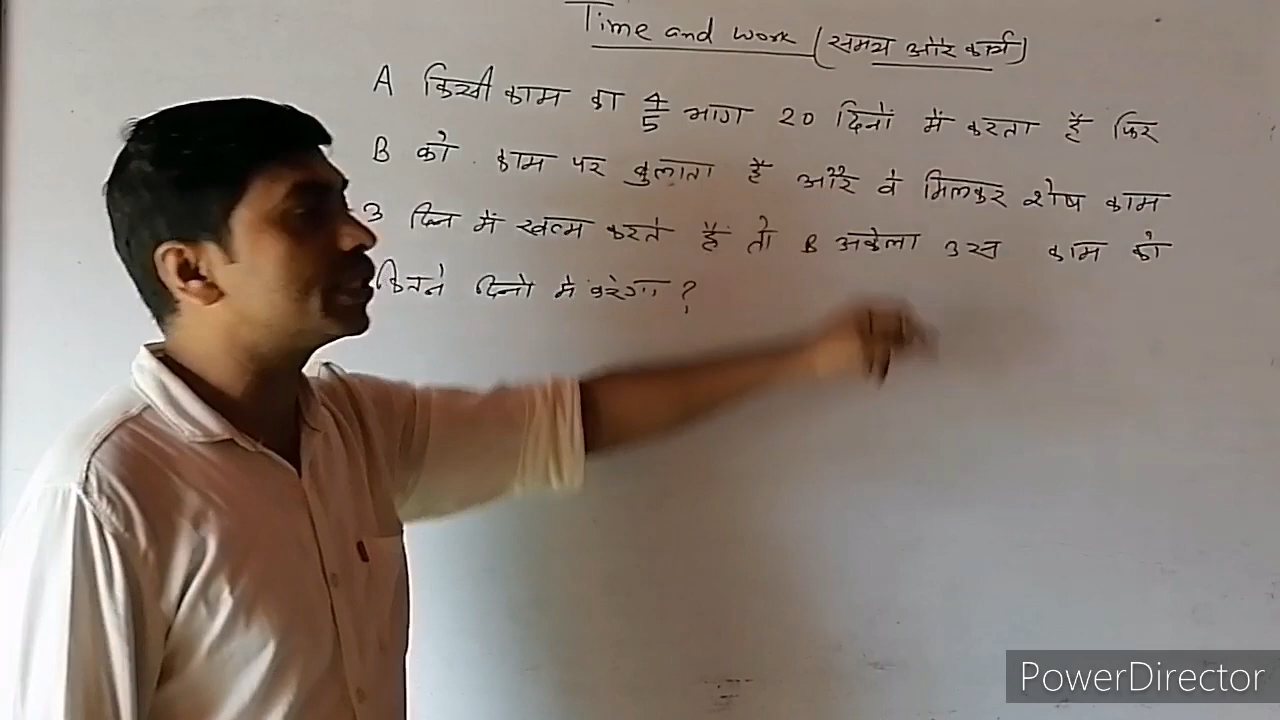 Time and work (समय और कार्य)
A किसी काम का 4/5 भाग 20 दिनों में करता है फिर
B को काम पर बुलाता है और वे मिलकर शेष काम
3 दिन में खत्म करते हैं तो B अकेला उस काम को
कितने दिनों में करेगा ?
PowerDirector